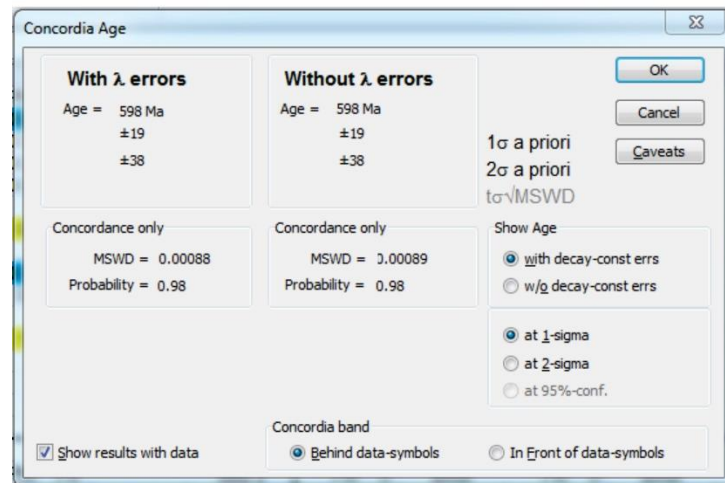 Concordia Age
With λ errors
Age = 598 Ma
±19
±38
Without λ errors
Age = 598 Ma
±19
±38
1σ a priori
2σ a priori
tσ√MSWD
OK
Cancel
Caveats
Concordance only
MSWD = 0.00088
Probability = 0.98
Concordance only
MSWD = 0.00089
Probability = 0.98
Show Age
with decay-const errs
w/o decay-const errs
at 1-sigma
at 2-sigma
at 95%-conf.
Show results with data
Concordia band
Behind data-symbols
In Front of data-symbols